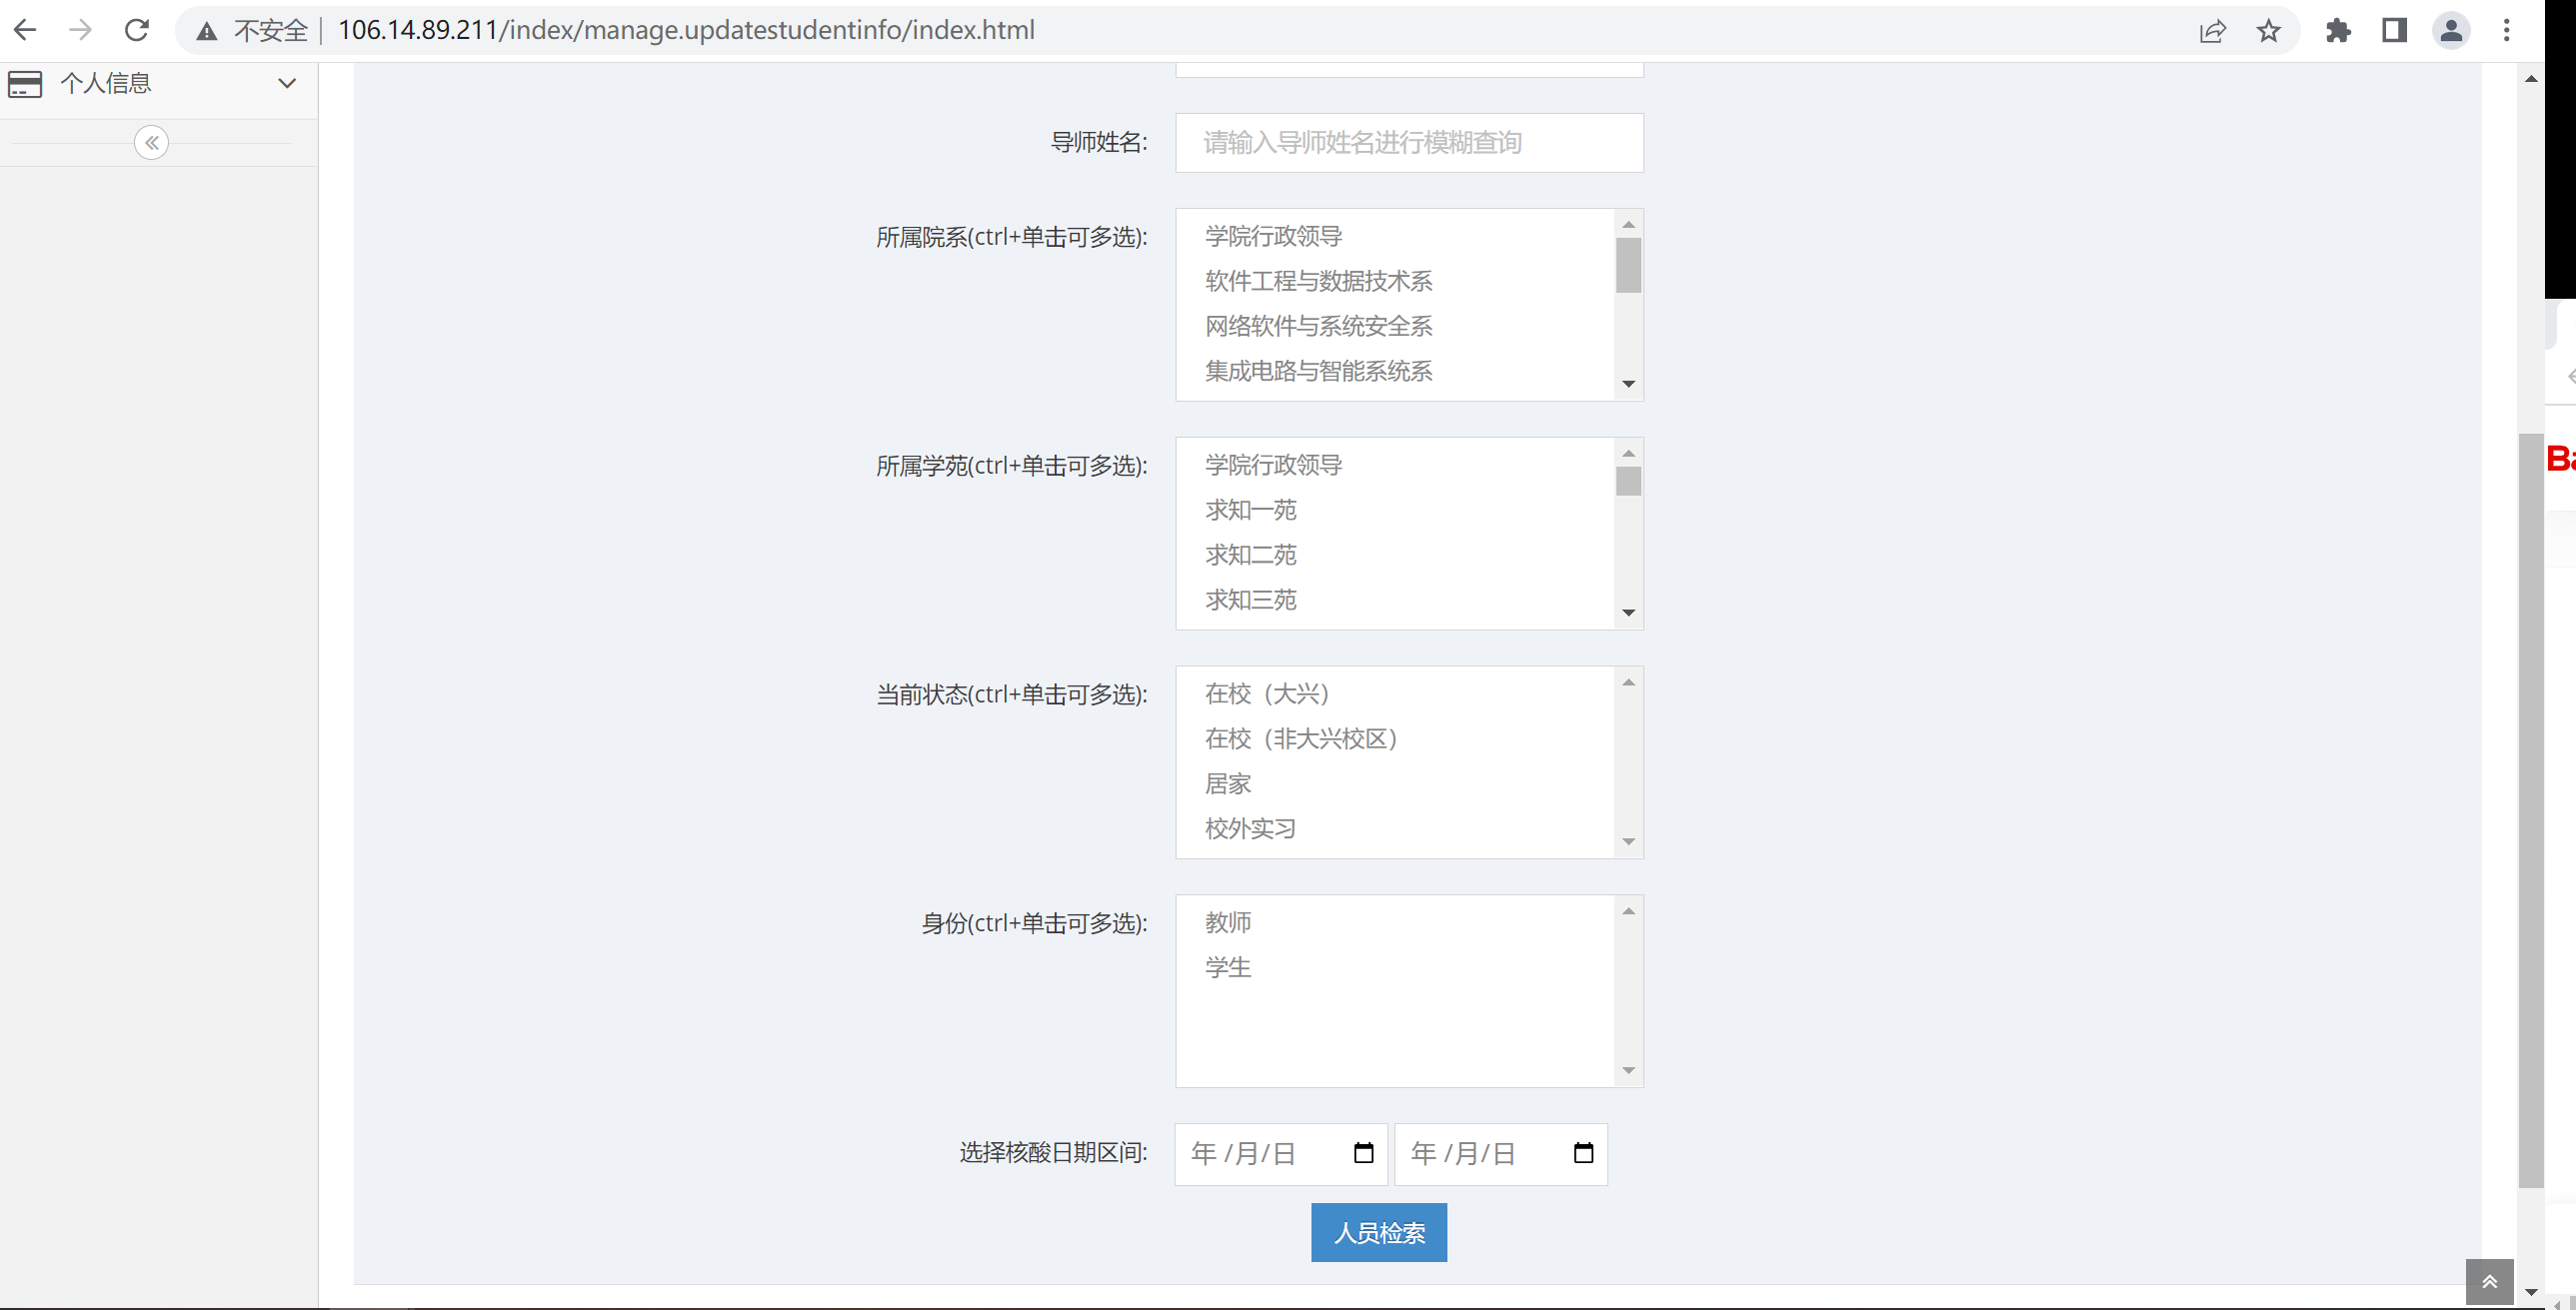 不安全 106.14.89.211/index/manage.updatestudentinfo/index.html
个人信息
导师姓名: 请输入导师姓名进行模糊查询
所属院系(ctrl+单击可多选): 学院行政领导
软件工程与数据技术系
网络软件与系统安全系
集成电路与智能系统系
所属学苑(ctrl+单击可多选): 学院行政领导
求知一苑
求知二苑
求知三苑
当前状态(ctrl+单击可多选): 在校（大兴）
在校（非大兴校区）
居家
校外实习
身份(ctrl+单击可多选): 教师
学生
选择核酸日期区间: 年 /月/日 年 /月/日
人员检索